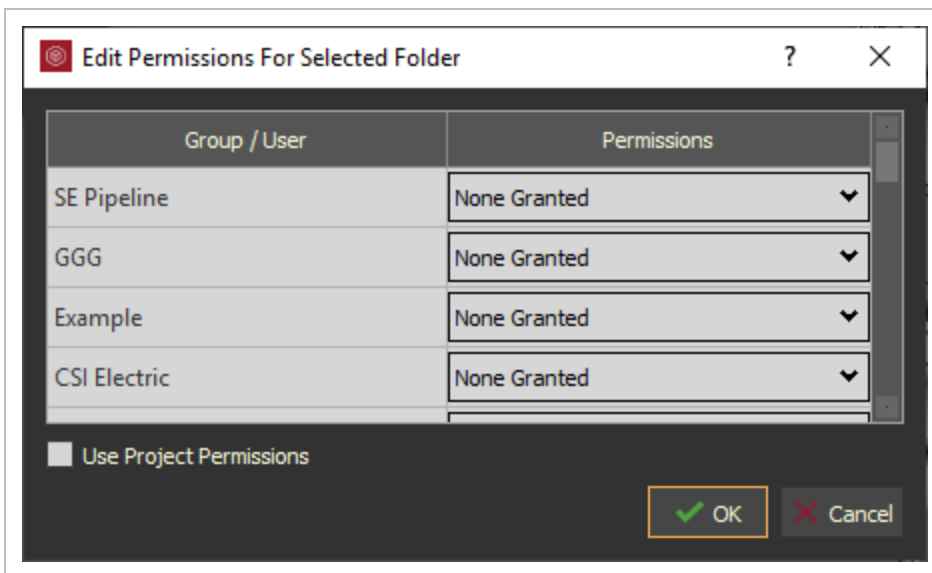 Edit Permissions For Selected Folder ?
Group / User Permissions
SE Pipeline None Granted
GGG None Granted
Example None Granted
CSI Electric None Granted
Use Project Permissions
OK Cancel